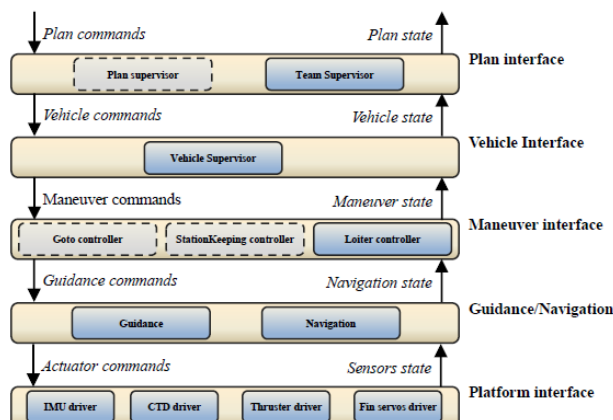 Plan commands
Plan state
Plan interface
Plan supervisor
Team Supervisor
Vehicle commands
Vehicle state
Vehicle Interface
Vehicle Supervisor
Maneuver commands
Maneuver state
Maneuver interface
Goto controller
StationKeeping controller
Loiter controller
Guidance commands
Navigation state
Guidance/Navigation
Guidance
Navigation
Actuator commands
Sensors state
Platform interface
IMU driver
CTD driver
Thruster driver
Fin servos driver